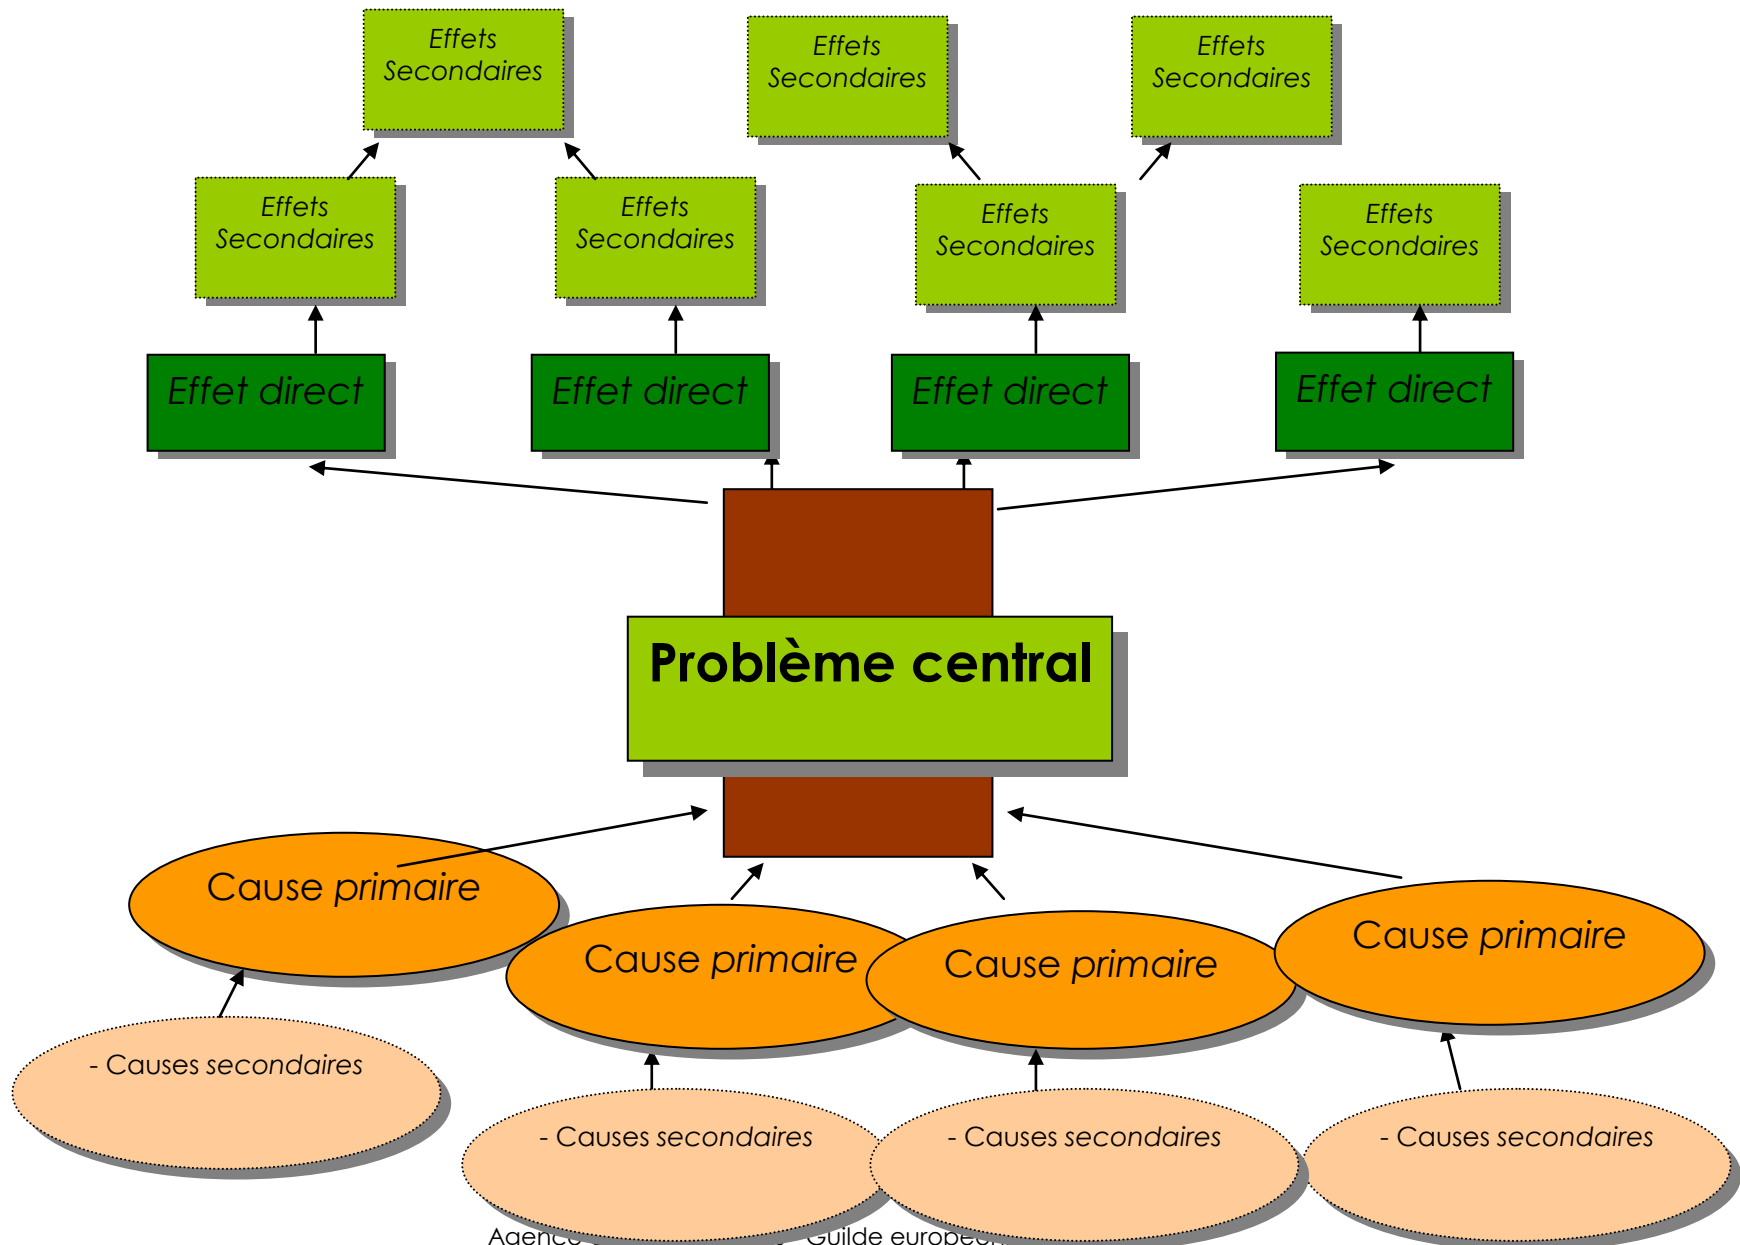 Effets
Secondaires
Effets
Secondaires
Effets
Secondaires
Effets
Secondaires
Effets
Secondaires
Effets
Secondaires
Effets
Secondaires
Effet direct
Effet direct
Effet direct
Effet direct
Problème central
Cause primaire
Cause primaire
Cause primaire
Cause primaire
- Causes secondaires
- Causes secondaires
- Causes secondaires
- Causes secondaires
Guilde